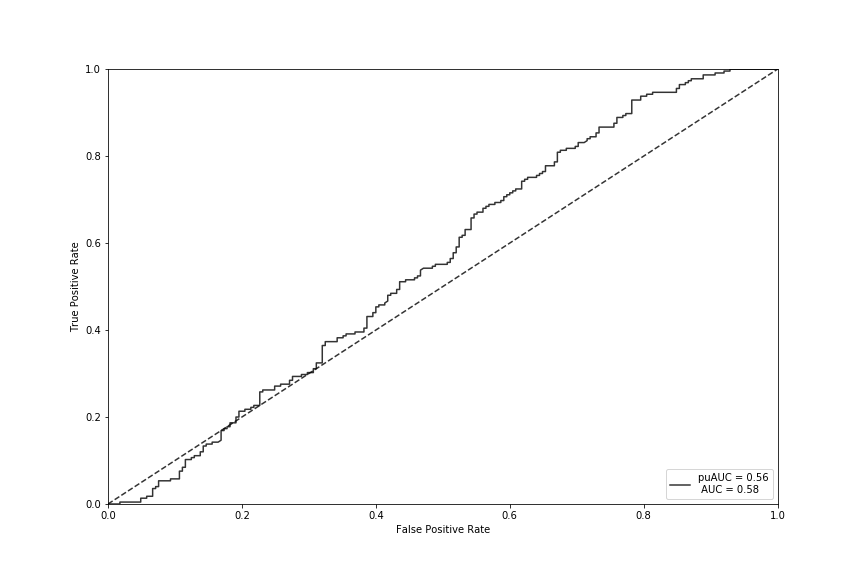 1.0
0.8
0.6
0.4
0.2
0.0
True Positive Rate
puAUC = 0.56
AUC = 0.58
0.0 0.2 0.4 0.6 0.8 1.0
False Positive Rate